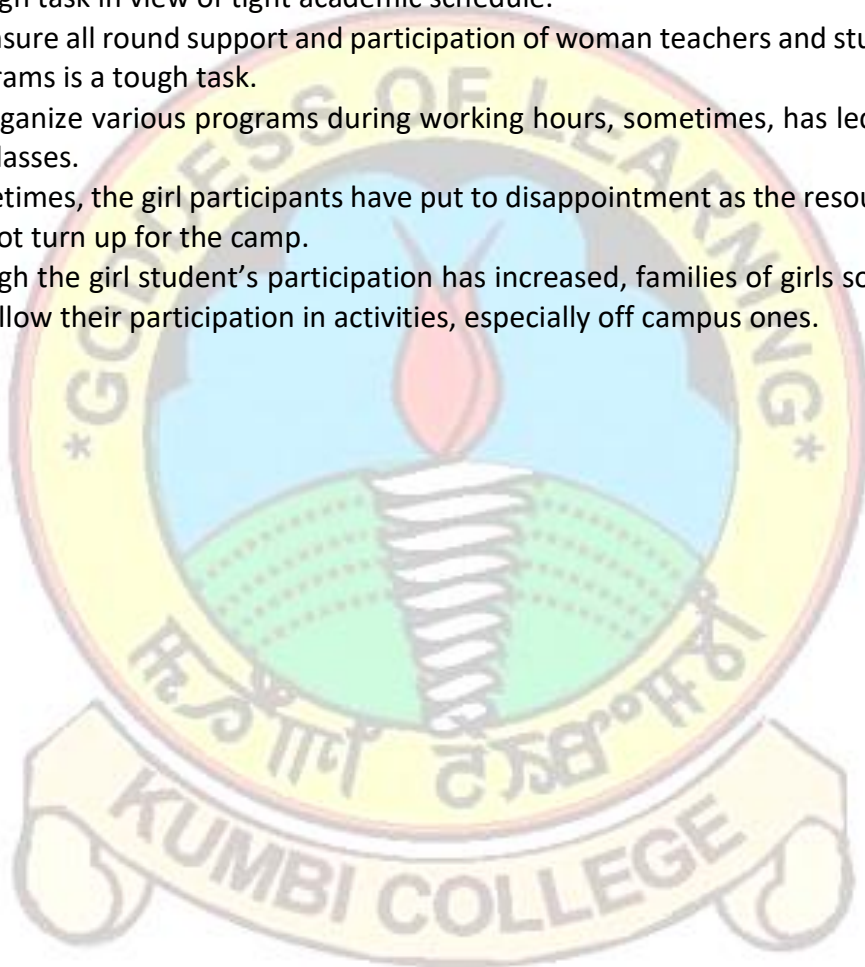 gh task in view of tight academic schedule.
nsure all round support and participation of woman teachers and stu
rams is a tough task.
ganize various programs during working hours, sometimes, has led
lasses.
etimes, the girl participants have put to disappointment as the resou
ot turn up for the camp.
gh the girl student's participation has increased, families of girls so
llow their participation in activities, especially off campus ones.
*GODDESS OF LEARNING*
KUMBI COLLEGE